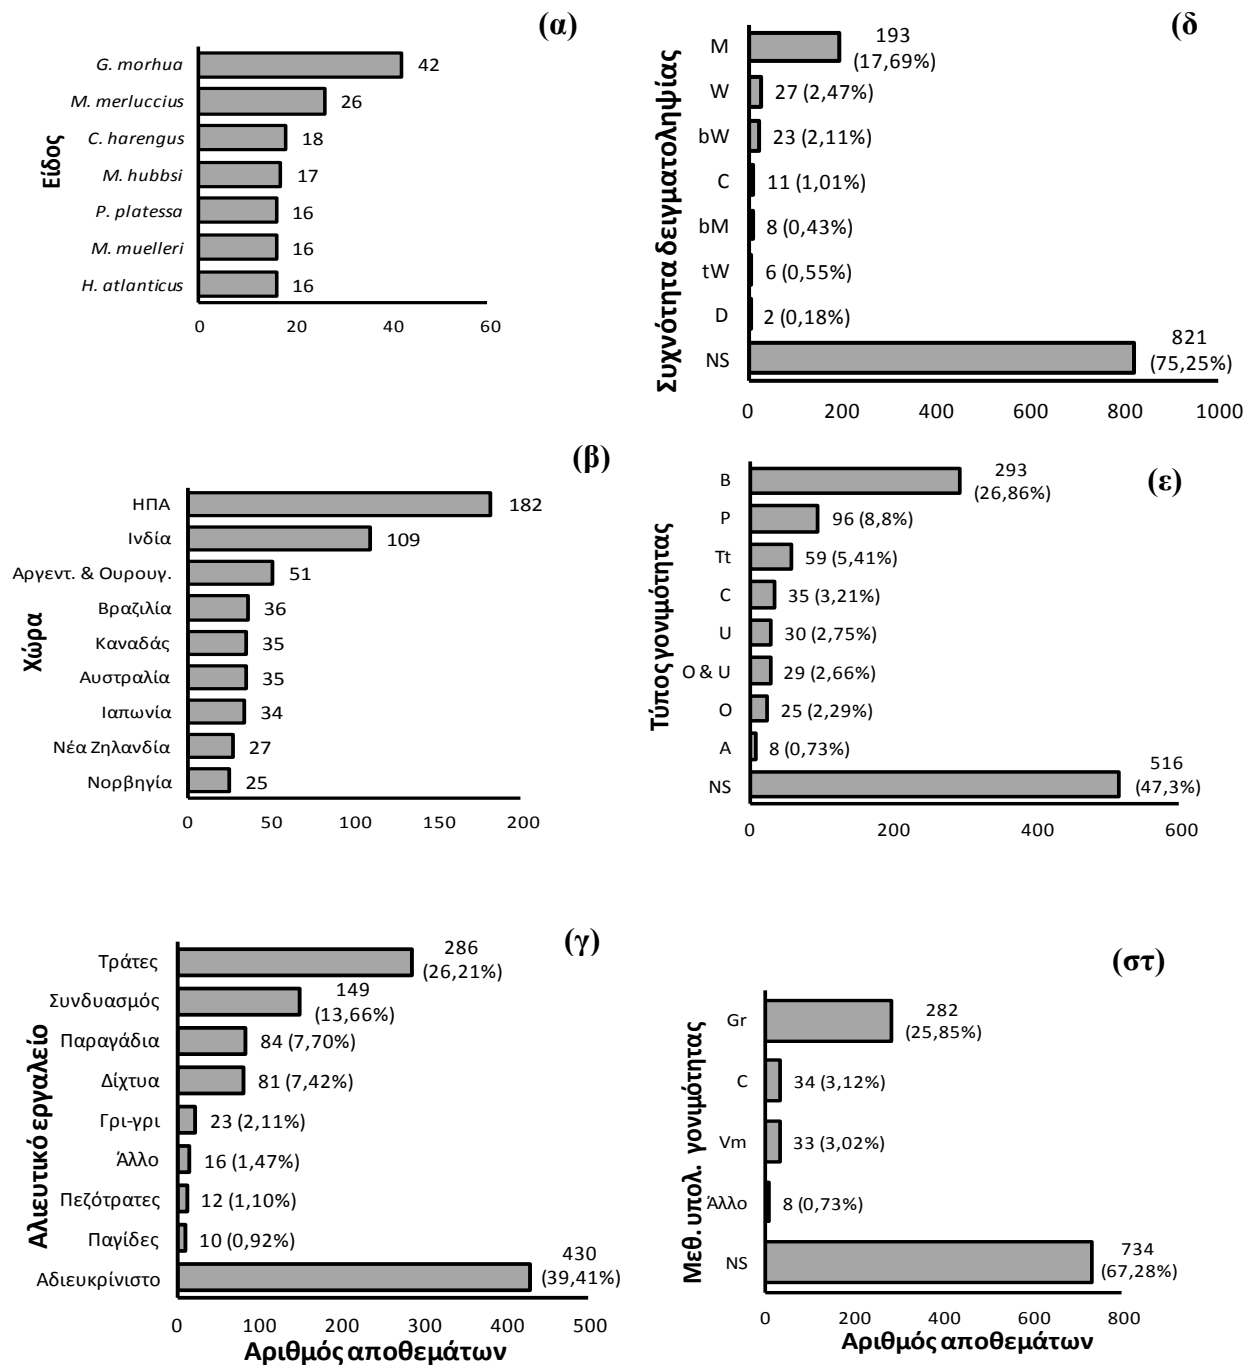 (α)
Είδος
G. morhua
42
M. merluccius
26
C. harengus
18
M. hubbsi
17
P. platessa
16
M. muelleri
16
H. atlanticus
16
0 20 40 60
(δ
Συχνότητα δειγματοληψίας
M
193
(17,69%)
W
27 (2,47%)
bW
23 (2,11%)
C
11 (1,01%)
bM
8 (0,43%)
tW
6 (0,55%)
D
2 (0,18%)
NS
821
(75,25%)
0 200 400 600 800 1000
(β)
Χώρα
ΗΠΑ
182
Ινδία
109
Αργεντ. & Ουρουγ.
51
Βραζιλία
36
Καναδάς
35
Αυστραλία
35
Ιαπωνία
34
Νέα Ζηλανδία
27
Νορβηγία
25
0 50 100 150 200
(ε)
Τύπος γονιμότητας
B
293
(26,86%)
P
96 (8,8%)
Tt
59 (5,41%)
C
35 (3,21%)
U
30 (2,75%)
O & U
29 (2,66%)
O
25 (2,29%)
A
8 (0,73%)
NS
516
(47,3%)
0 200 400 600
(γ)
Αλιευτικό εργαλείο
Τράτες
286
(26,21%)
Συνδυασμός
149
(13,66%)
Παραγάδια
84 (7,70%)
Δίχτυα
81 (7,42%)
Γρι-γρι
23 (2,11%)
Άλλο
16 (1,47%)
Πεζότρατες
12 (1,10%)
Παγίδες
10 (0,92%)
Αδιευκρίνιστο
430
(39,41%)
0 100 200 300 400 500
Αριθμός αποθεμάτων
(στ)
Μεθ. υπολ. γονιμότητας
Gr
282
(25,85%)
C
34 (3,12%)
Vm
33 (3,02%)
Άλλο
8 (0,73%)
NS
734
(67,28%)
0 200 400 600 800
Αριθμός αποθεμάτων